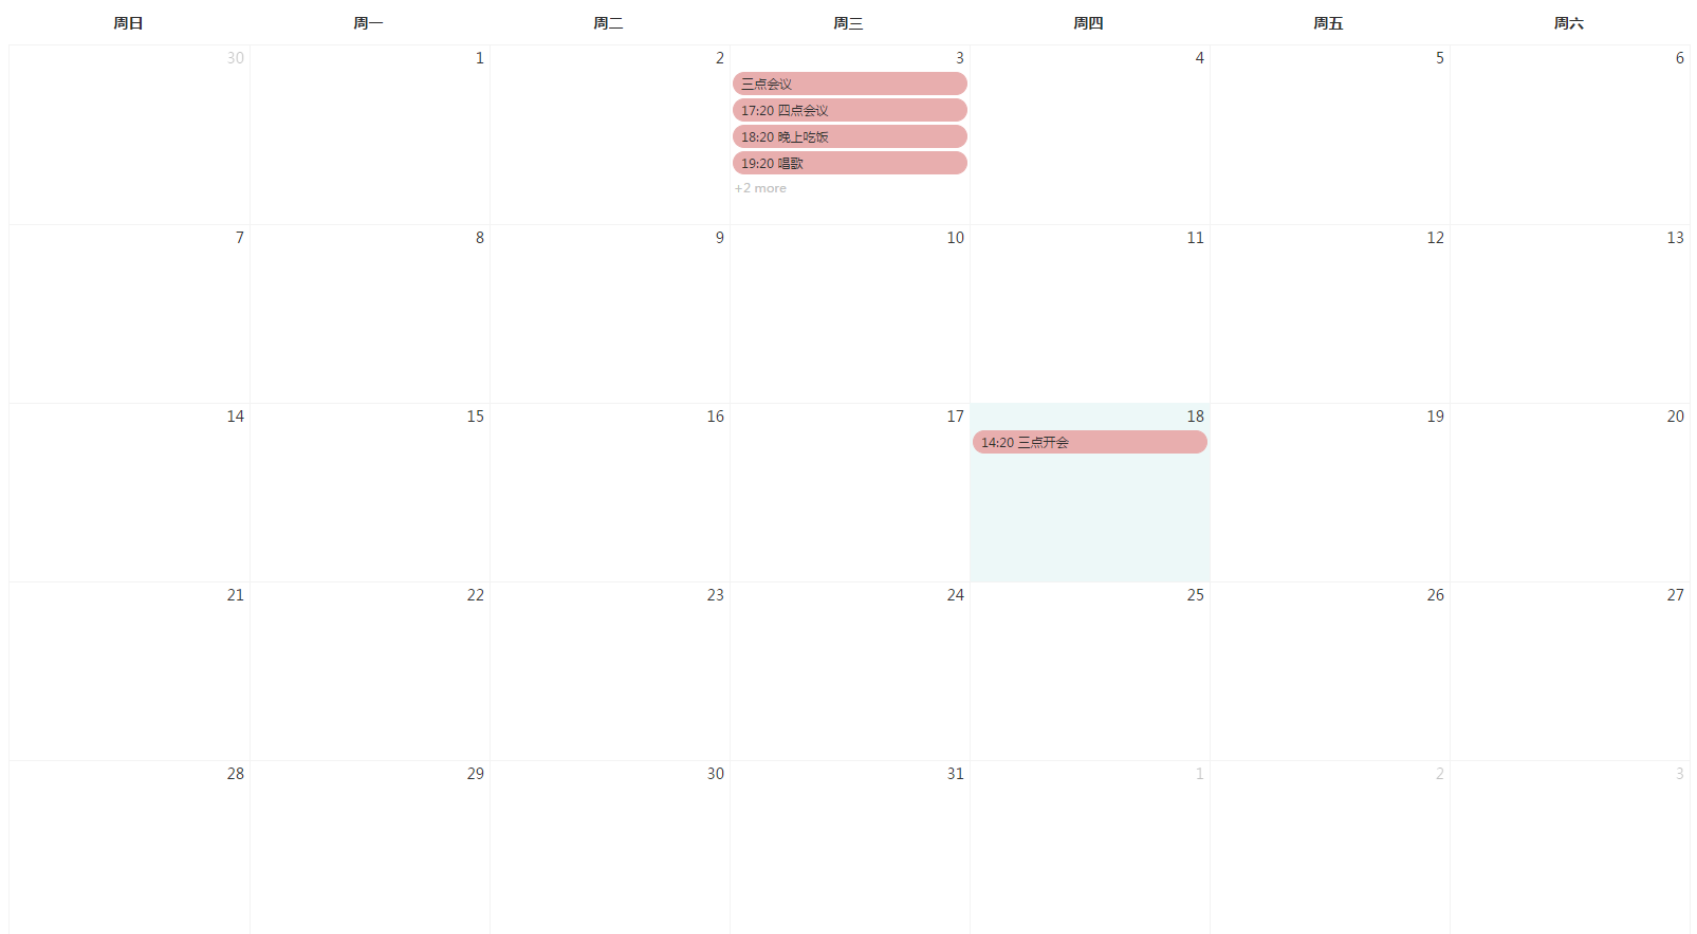 周日 周一 周二 周三 周四 周五 周六
30 1 2 3 4 5 6
三点会议
17:20 四点会议
18:20 晚上吃饭
19:20 唱歌
+2 more
7 8 9 10 11 12 13
14 15 16 17 18 19 20
14:20 三点开会
21 22 23 24 25 26 27
28 29 30 31 1 2 3